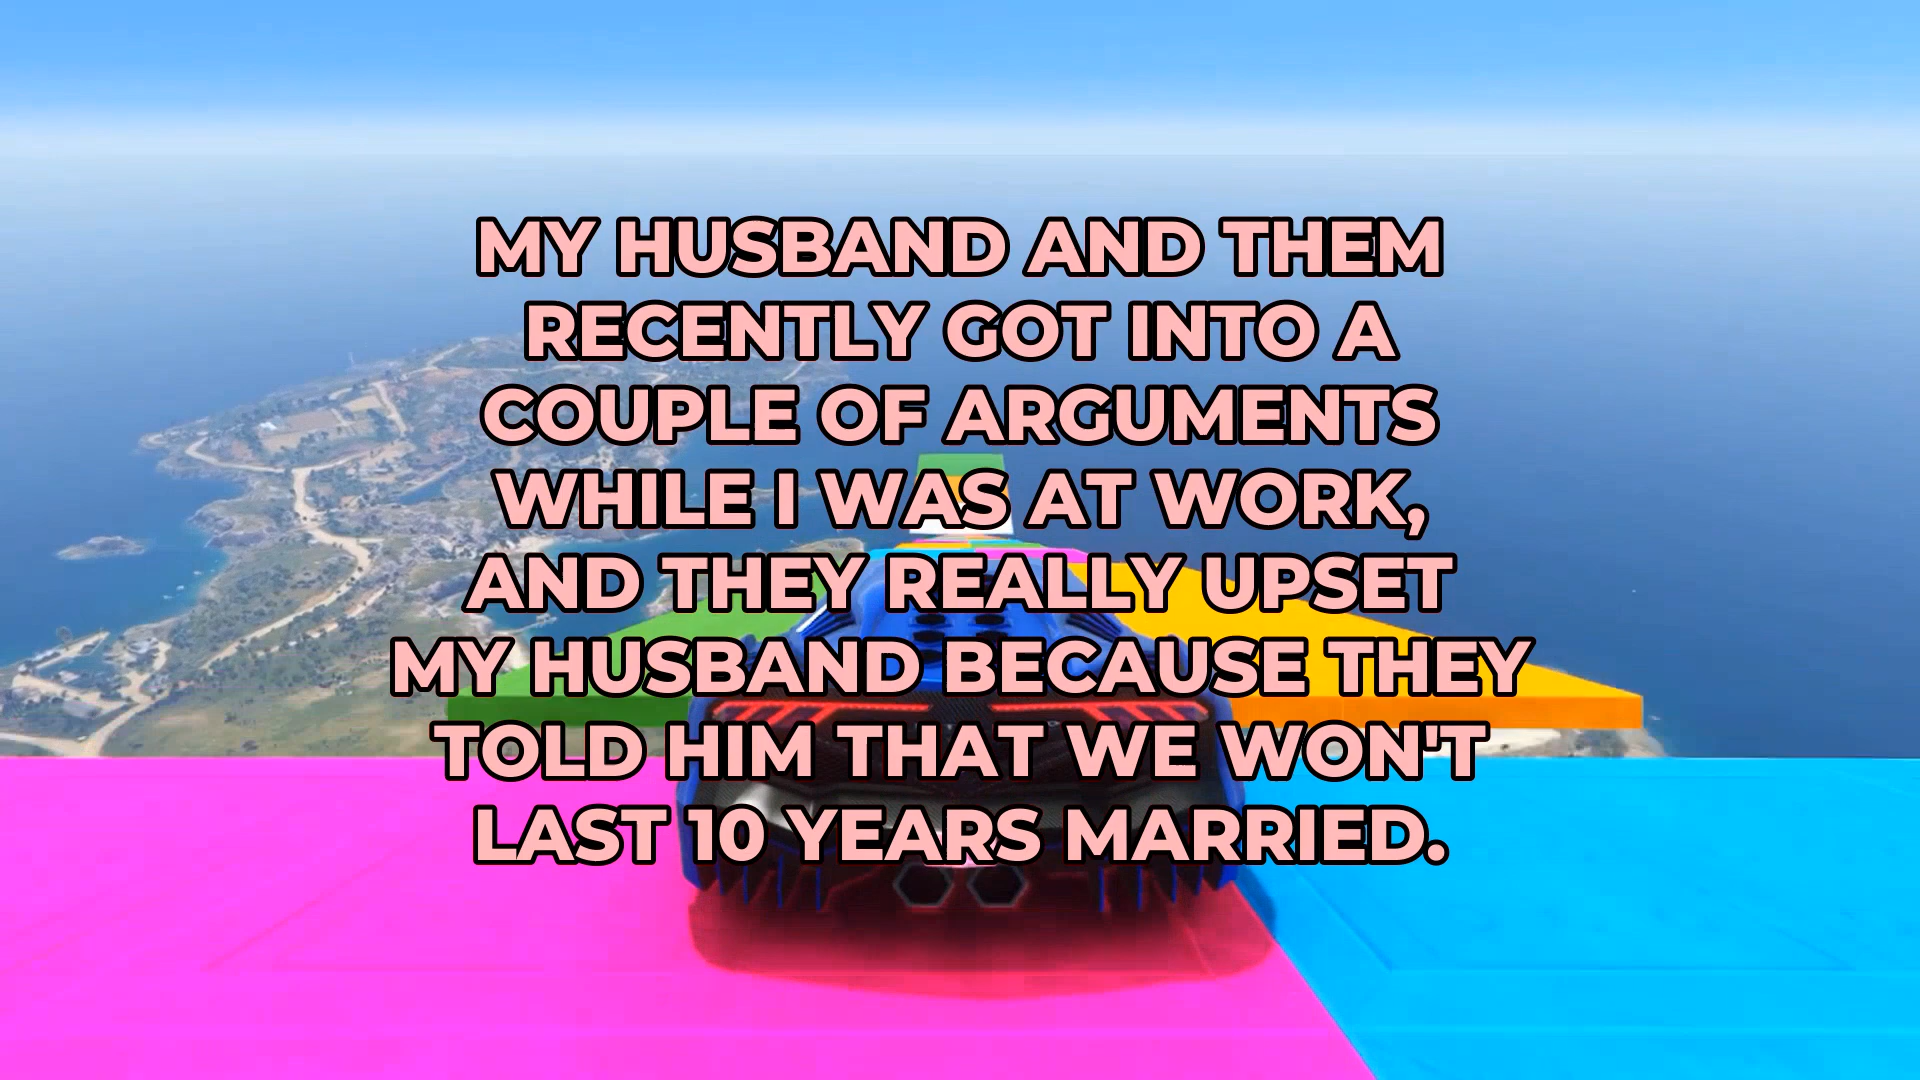 MY HUSBAND AND THEM
RECENTLY GOT INTO A
COUPLE OF ARGUMENTS
WHILE I WAS AT WORK,
AND THEY REALLY UPSET
MY HUSBAND BECAUSE THEY
TOLD HIM THAT WE WON'T
LAST 10 YEARS MARRIED.